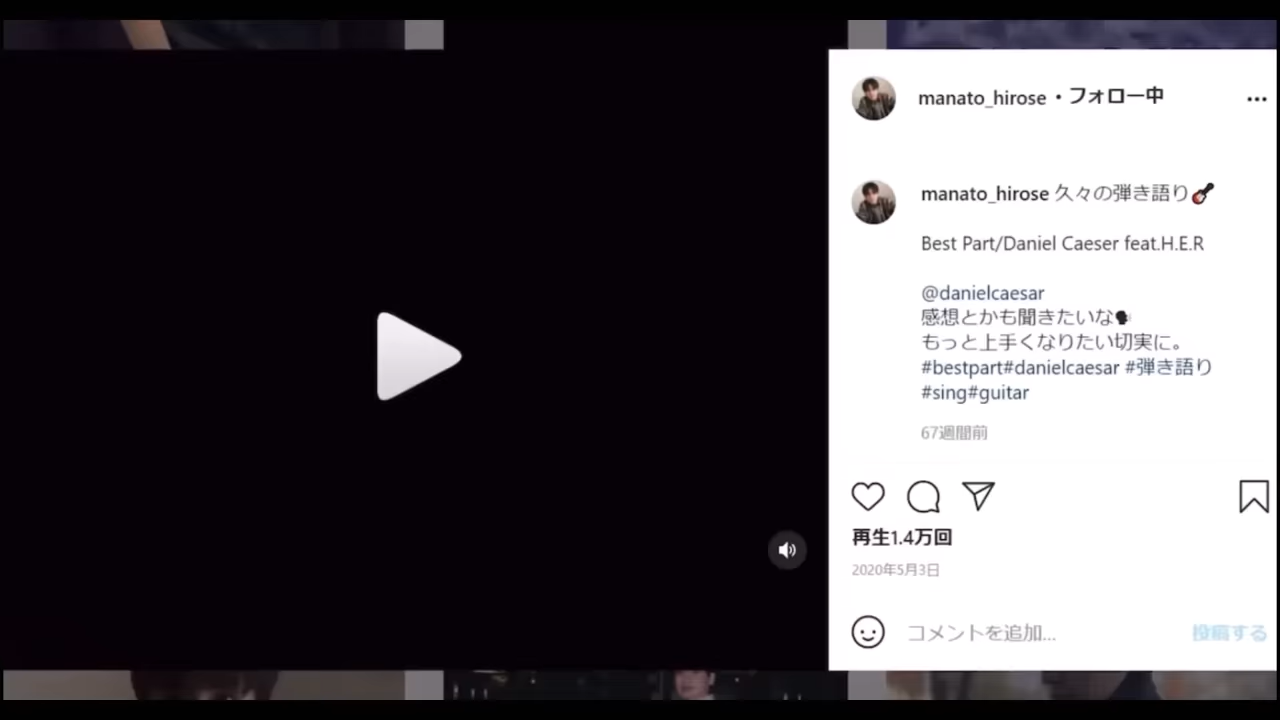 manato_hirose・フォロー中
manato_hirose 久々の弾き語り
Best Part/Daniel Caeser feat.H.E.R
@danielcaesar
感想とかも聞きたいな
もっと上手くなりたい切実に。
#bestpart#danielcaesar #弾き語り
#sing#guitar
67週間前
再生1.4万回
2020年5月3日
コメントを追加...
投稿する